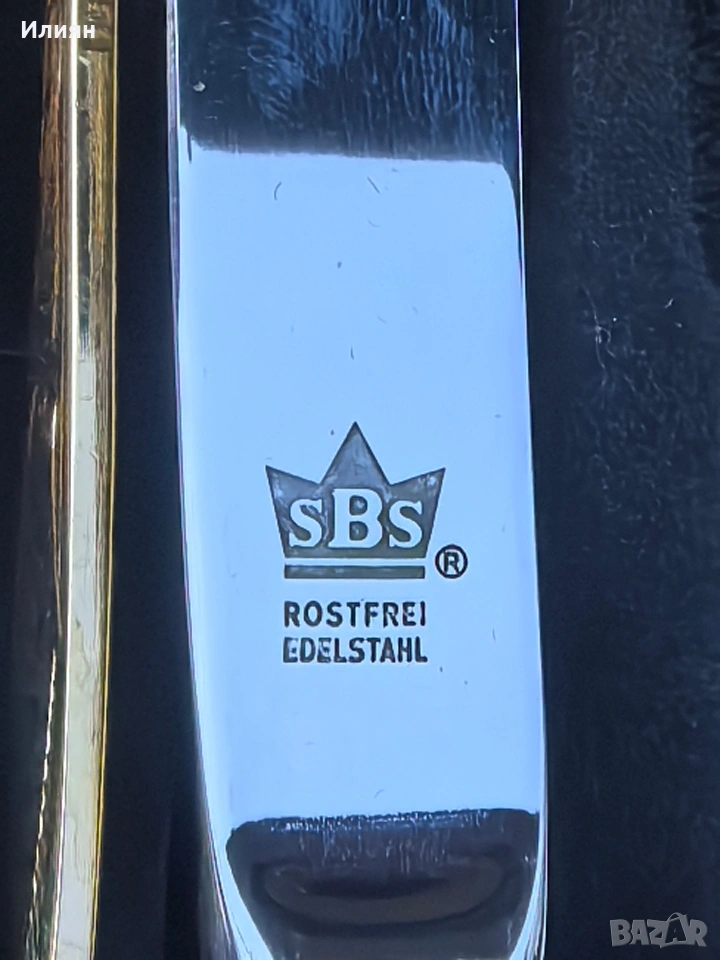 Илиян
SBS
®
ROSTFREI
EDELSTAHL
BAZAR